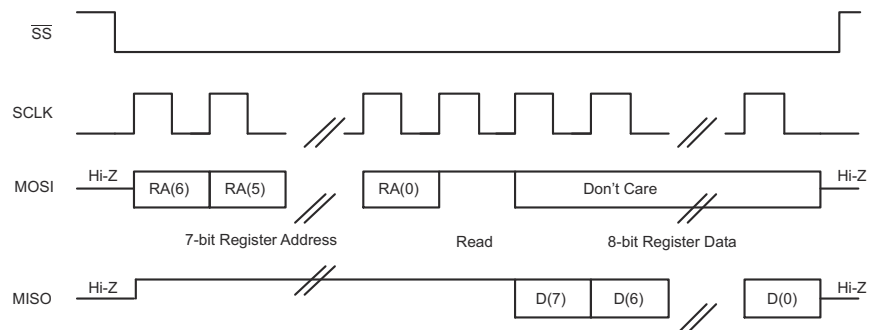 SS
SCLK
MOSI Hi-Z RA(6) RA(5) RA(0) Don't Care Hi-Z
7-bit Register Address Read 8-bit Register Data
MISO Hi-Z D(7) D(6) D(0) Hi-Z